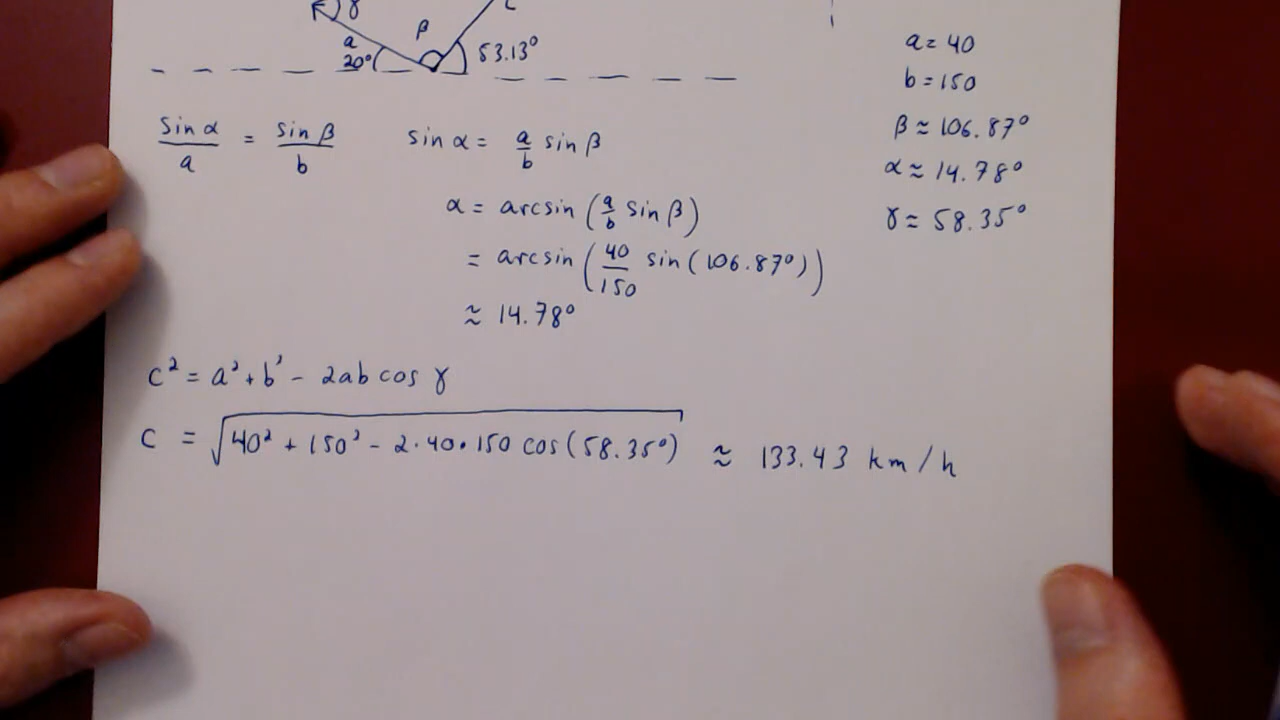 γ
a
β
c
20°
53.13°
a = 40
b = 150
β ≈ 106.87°
α ≈ 14.78°
γ ≈ 58.35°
sin α / a = sin β / b
sin α = a/b sin β
α = arcsin (a/b sin β)
= arcsin (40/150 sin(106.87°))
≈ 14.78°
c² = a² + b² - 2ab cos γ
c = √(40² + 150² - 2·40·150 cos(58.35°)) ≈ 133.43 km/h